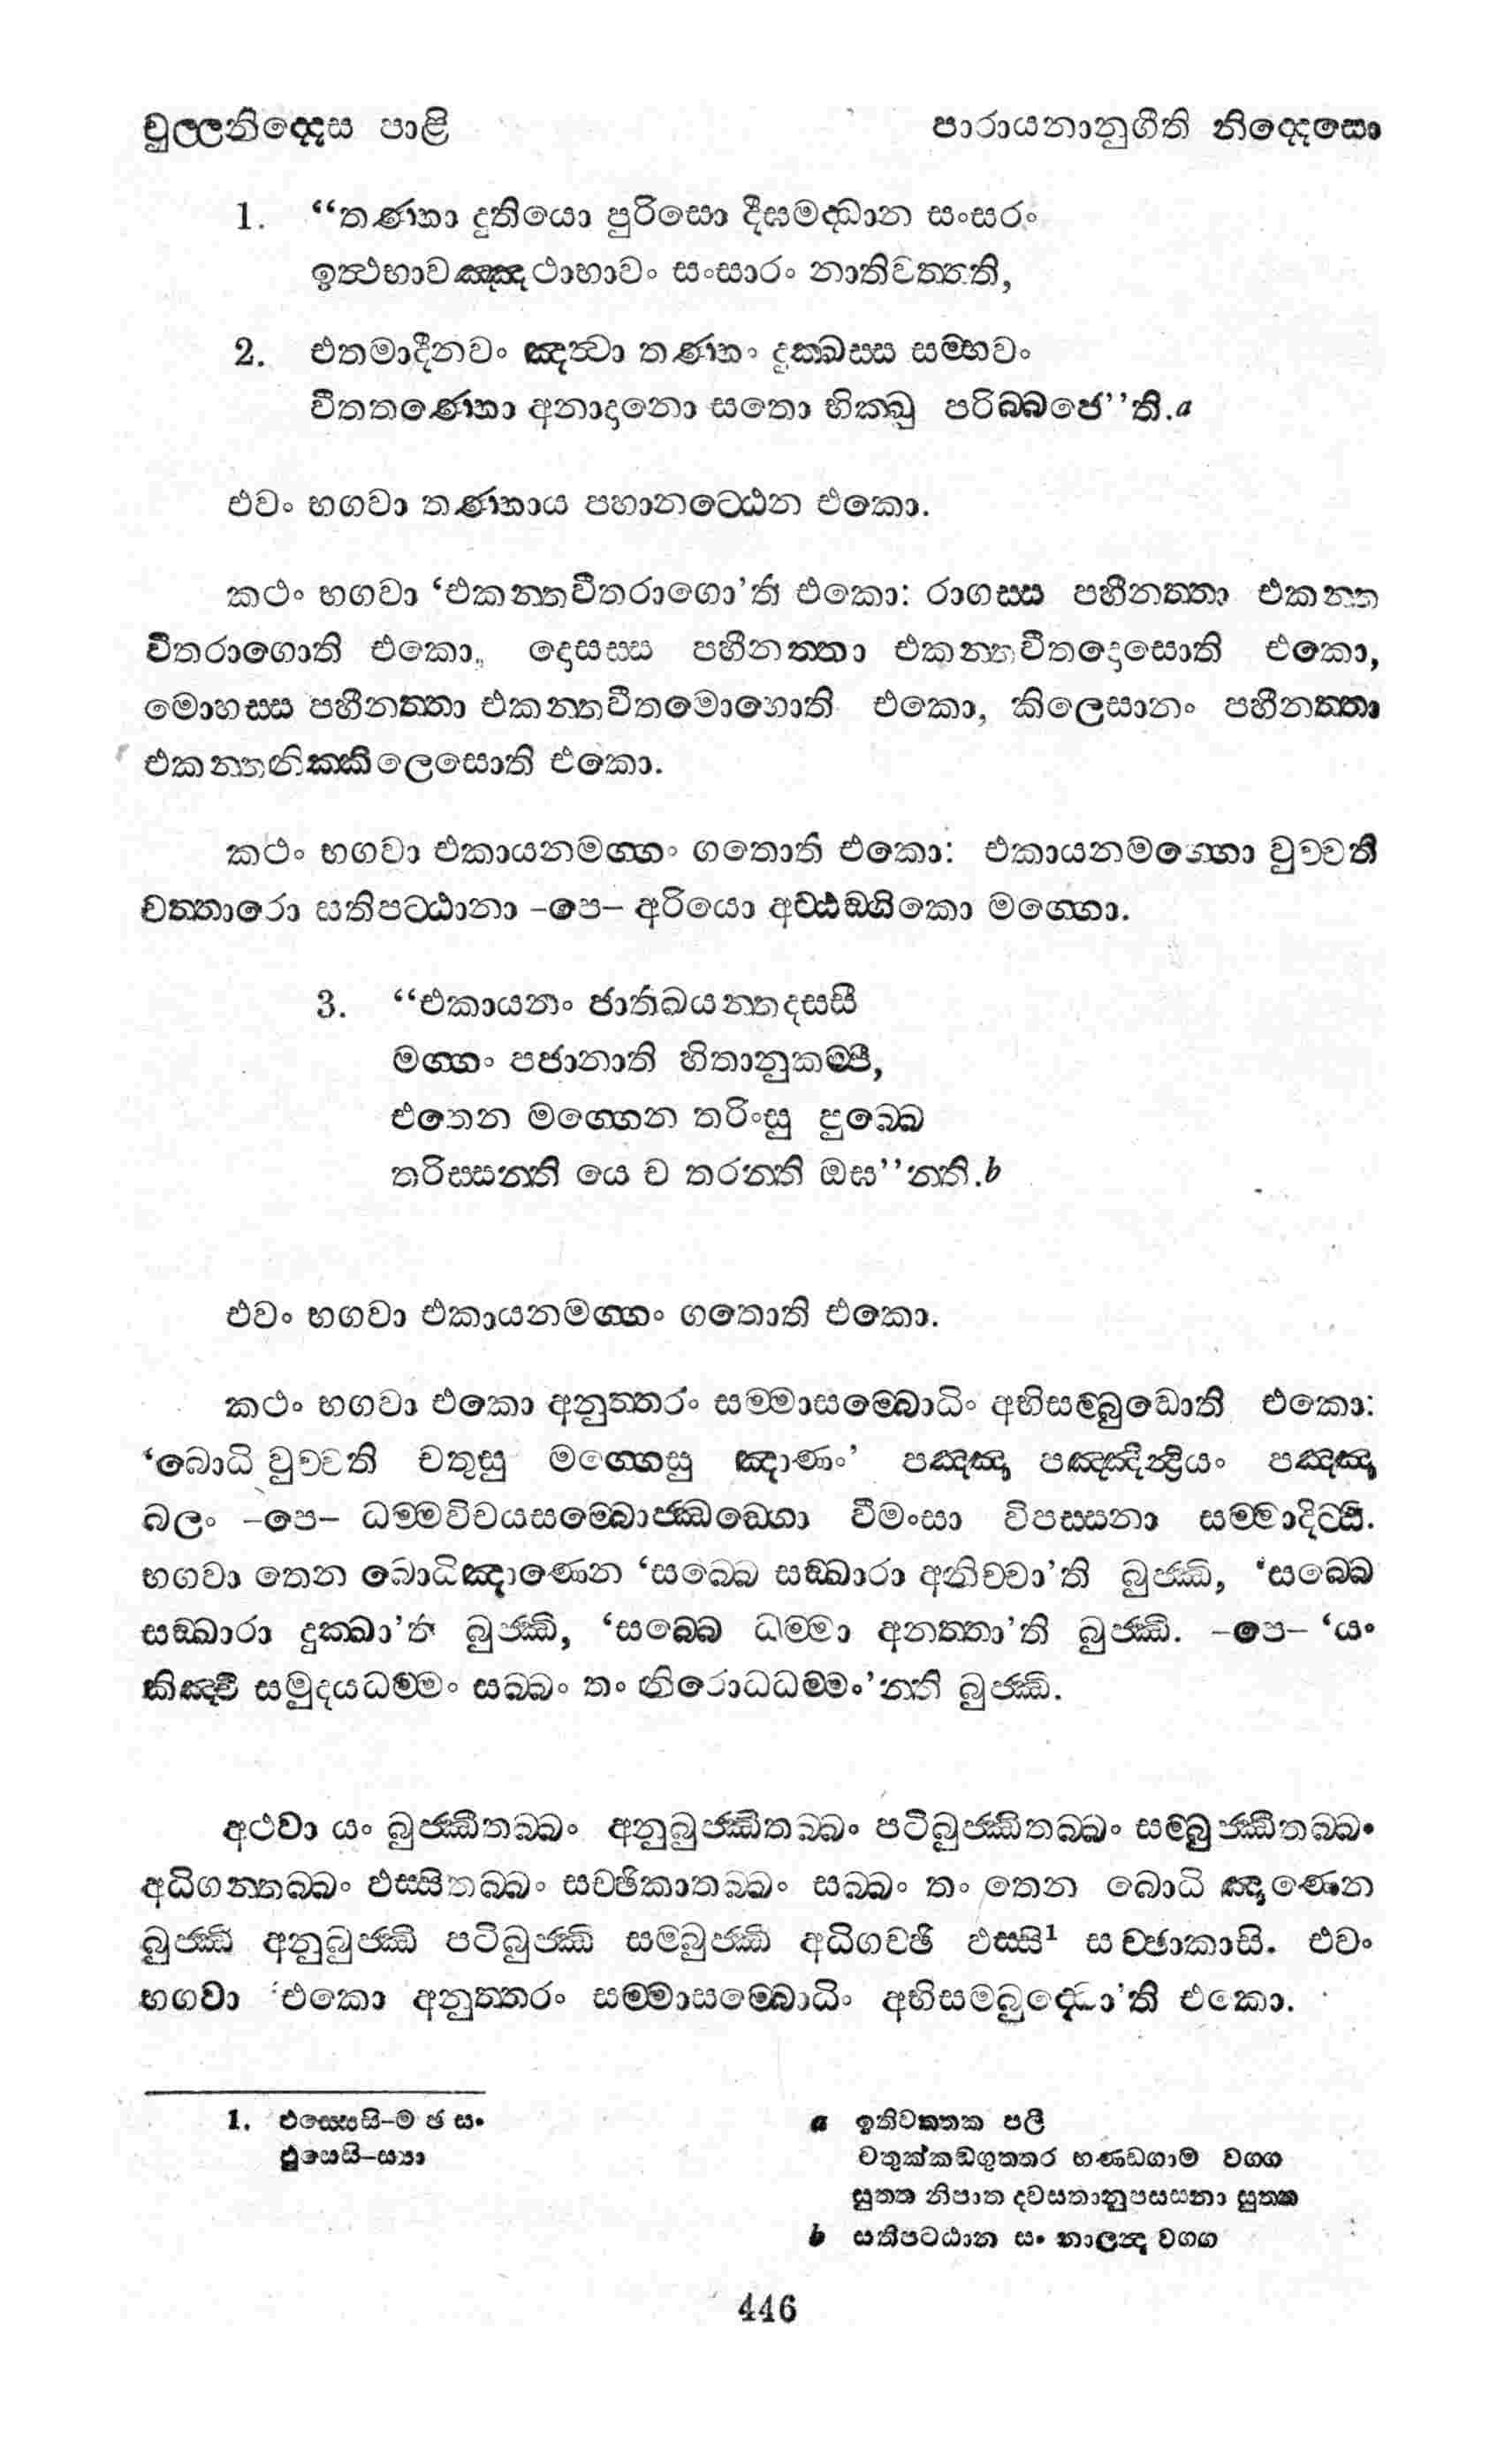 චුල්ලනිද්දෙස පාළි
පාරායනානුගීති නිද්දෙසො
1. “තණ්හා දුතියො පුරිසො දීඝමද්ධාන සංසරං
ඉත්ථභාවඤ්ඤථාභාවං සංසාරං නාතිවත්තති,
2. එතමාදීනවං ඤත්වා තණ්හං දුක්ඛස්ස සම්භවං
වීතතණ්හො අනාදානො සතො භික්ඛු පරිබ්බජෙ”ති.a
එවං භගවා තණ්හාය පහානට්ඨෙන එකො.
කථං භගවා ‘එකන්තවීතරාගො’ති එකො: රාගස්ස පහීනත්තා එකන්ත
වීතරාගොති එකො, දොසස්ස පහීනත්තා එකන්තවීතදොසොති එකො,
මොහස්ස පහීනත්තා එකන්තවීතමොහොති එකො, කිලෙසානං පහීනත්තා
එකන්තනික්කිලෙසොති එකො.
කථං භගවා එකායනමග්ගං ගතොති එකො: එකායනමග්ගො වුච්චති
චත්තාරො සතිපට්ඨානා –පෙ– අරියො අට්ඨඞ්ගිකො මග්ගො.
3. “එකායනං ජාතිඛයන්තදස්සී
මග්ගං පජානාති හිතානුකම්පී,
එතෙන මග්ගෙන තරිංසු පුබ්බෙ
තරිස්සන්ති යෙ ච තරන්ති ඔඝ”න්ති.b
එවං භගවා එකායනමග්ගං ගතොති එකො.
කථං භගවා එකො අනුත්තරං සම්මාසම්බොධිං අභිසම්බුද්ධොති එකො:
‘බොධි වුච්චති චතුසු මග්ගෙසු ඤාණං’ පඤ්ඤා පඤ්ඤින්ද්‍රියං පඤ්ඤා
බලං –පෙ– ධම්මවිචයසම්බොජ්ඣඞ්ගො වීමංසා විපස්සනා සම්මාදිට්ඨි.
භගවා තෙන බොධිඤාණෙන ‘සබ්බෙ සඞ්ඛාරා අනිච්චා’ති බුජ්ඣි, ‘සබ්බෙ
සඞ්ඛාරා දුක්ඛා’ති බුජ්ඣි, ‘සබ්බෙ ධම්මා අනත්තා’ති බුජ්ඣි. –පෙ– ‘යං
කිඤ්චි සමුදයධම්මං සබ්බං තං නිරොධධම්මං’න්ති බුජ්ඣි.
අථවා යං බුජ්ඣිතබ්බං අනුබුජ්ඣිතබ්බං පටිබුජ්ඣිතබ්බං සම්බුජ්ඣිතබ්බං
අධිගන්තබ්බං ඵස්සිතබ්බං සච්ඡිකාතබ්බං සබ්බං තං තෙන බොධි ඤාණෙන
බුජ්ඣි අනුබුජ්ඣි පටිබුජ්ඣි සම්බුජ්ඣි අධිගච්ඡි ඵස්සි1 සච්ඡාකාසි. එවං
භගවා ‘එකො අනුත්තරං සම්මාසම්බොධිං අභිසම්බුද්ධො’ති එකො.
1. එස්සෙසි–ම ඡ සං
ඵුසෙසි–ස්‍යා
a ඉතිවත්තක පලි
චතුක්කඞ්ගුත්තර භණ්ඩගාම වග්ග
සුත්ත නිපාත ද්වසතානුපස්සනා සුත්ත
b සතිපට්ඨාන සං නාලන්දා වග්ග
446